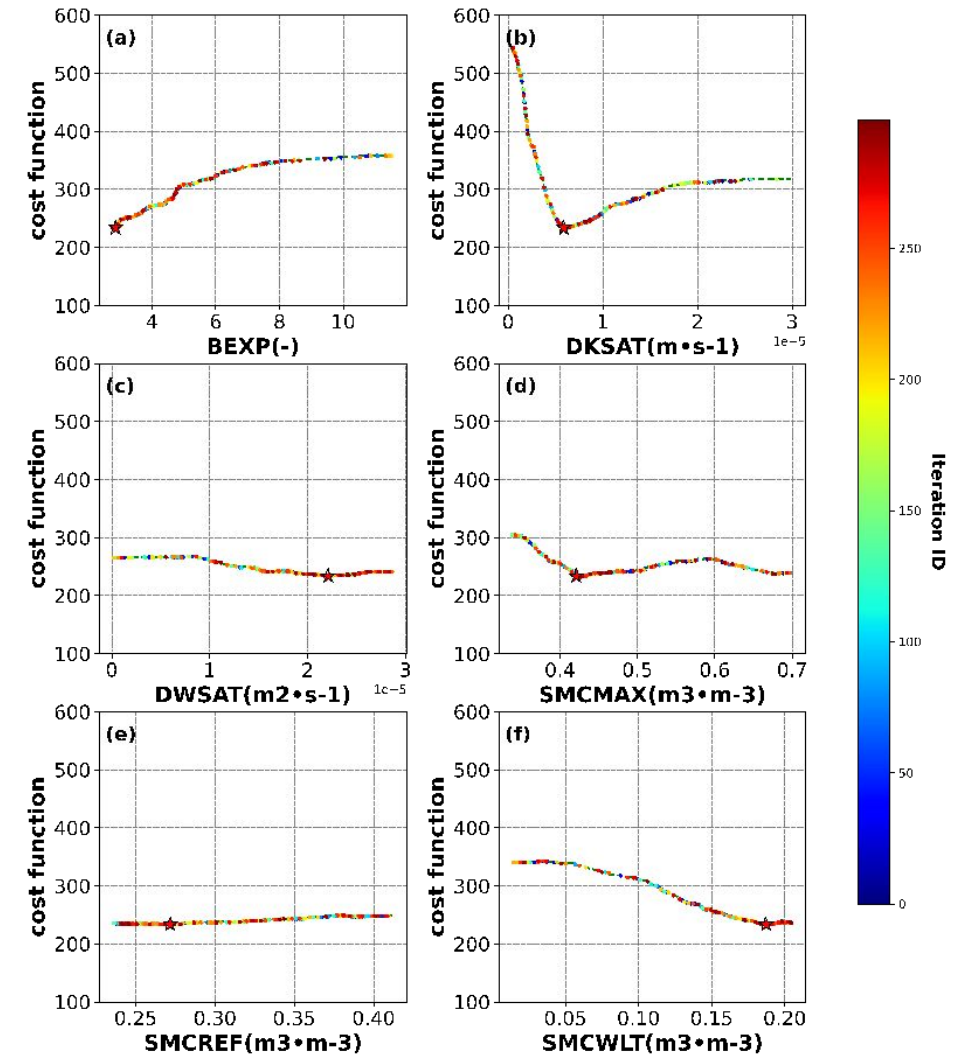 600
(a)
500
400
300
200
100
cost function
4 6 8 10
BEXP(-)
600
(b)
500
400
300
200
100
cost function
0 1 2 3
1e−5
DKSAT(m•s-1)
600
(c)
500
400
300
200
100
cost function
0 1 2 3
1e−5
DWSAT(m2•s-1)
600
(d)
500
400
300
200
100
cost function
0.4 0.5 0.6 0.7
SMCMAX(m3•m-3)
600
(e)
500
400
300
200
100
cost function
0.25 0.30 0.35 0.40
SMCREF(m3•m-3)
600
(f)
500
400
300
200
100
cost function
0.05 0.10 0.15 0.20
SMCWLT(m3•m-3)
250
200
150
100
50
0
Iteration ID